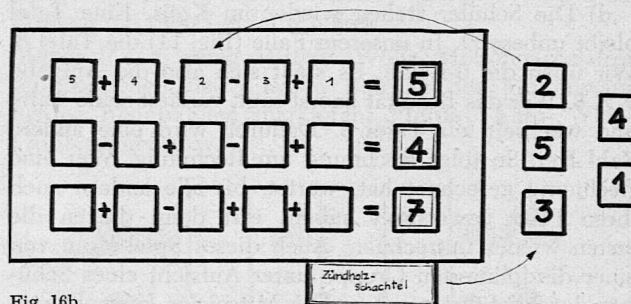 5 + 4 - 2 - 3 + 1 = 5 2
4
- + - + = 4 5
1
+ - + + = 7 3
Zündholz-
Schachtel
Fig. 16b